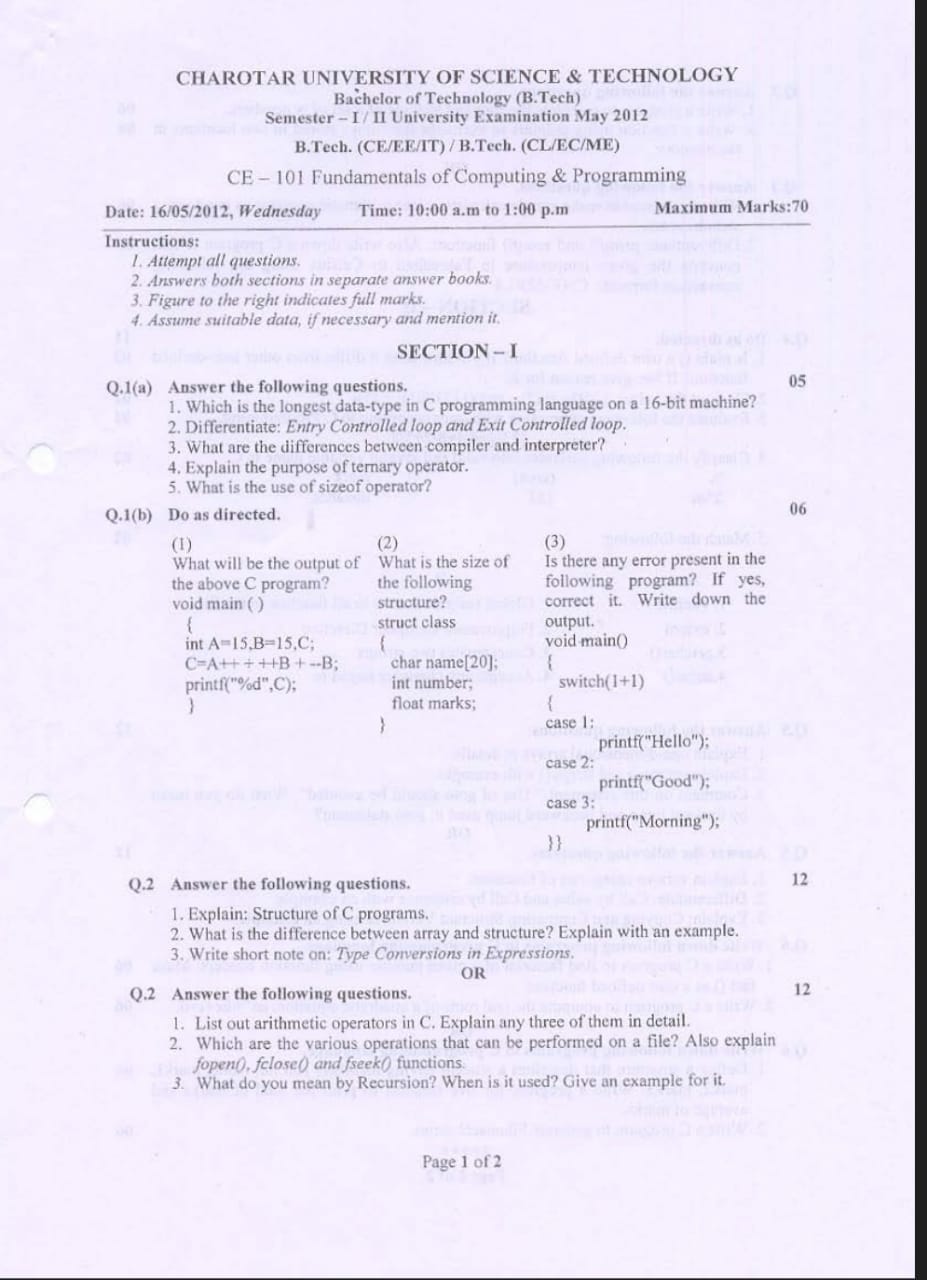 CHAROTAR UNIVERSITY OF SCIENCE & TECHNOLOGY
Bachelor of Technology (B.Tech)
Semester – I / II University Examination May 2012
B.Tech. (CE/EE/IT) / B.Tech. (CL/EC/ME)
CE – 101 Fundamentals of Computing & Programming
Date: 16/05/2012, Wednesday Time: 10:00 a.m to 1:00 p.m Maximum Marks:70
Instructions:
1. Attempt all questions.
2. Answers both sections in separate answer books.
3. Figure to the right indicates full marks.
4. Assume suitable data, if necessary and mention it.
SECTION – I
Q.1(a) Answer the following questions. 05
1. Which is the longest data-type in C programming language on a 16-bit machine?
2. Differentiate: Entry Controlled loop and Exit Controlled loop.
3. What are the differences between compiler and interpreter?
4. Explain the purpose of ternary operator.
5. What is the use of sizeof operator?
Q.1(b) Do as directed. 06
(1)
What will be the output of
the above C program?
void main ( )
{
int A=15,B=15,C;
C=A++ + ++B + --B;
printf("%d",C);
}
(2)
What is the size of
the following
structure?
struct class
{
char name[20];
int number;
float marks;
}
(3)
Is there any error present in the
following program? If yes,
correct it. Write down the
output.
void main()
{
switch(1+1)
{
case 1:
printf("Hello");
case 2:
printf("Good");
case 3:
printf("Morning");
}}
Q.2 Answer the following questions. 12
1. Explain: Structure of C programs.
2. What is the difference between array and structure? Explain with an example.
3. Write short note on: Type Conversions in Expressions.
OR
Q.2 Answer the following questions. 12
1. List out arithmetic operators in C. Explain any three of them in detail.
2. Which are the various operations that can be performed on a file? Also explain
fopen(), fclose() and fseek() functions.
3. What do you mean by Recursion? When is it used? Give an example for it.
Page 1 of 2